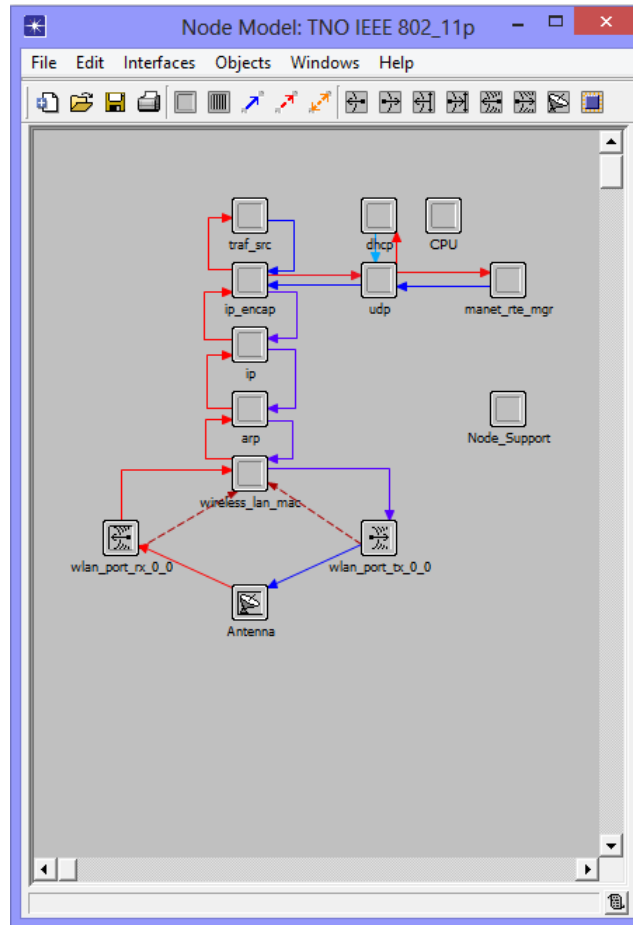 Node Model: TNO IEEE 802_11p
File Edit Interfaces Objects Windows Help
traf_src
dhcp
CPU
ip_encap
udp
manet_rte_mgr
ip
arp
Node_Support
wireless_lan_mac
wlan_port_rx_0_0
wlan_port_tx_0_0
Antenna